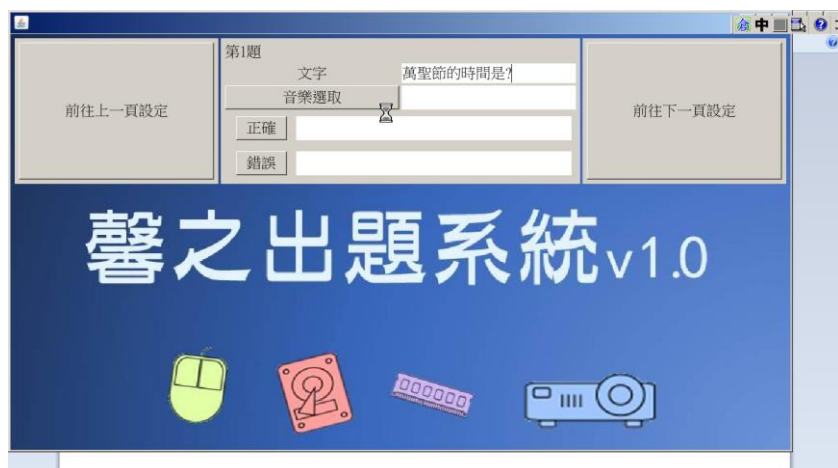 中
第1題
文字 萬聖節的時間是?
音樂選取
前往上一頁設定
前往下一頁設定
正確
錯誤
馨之出題系統v1.0